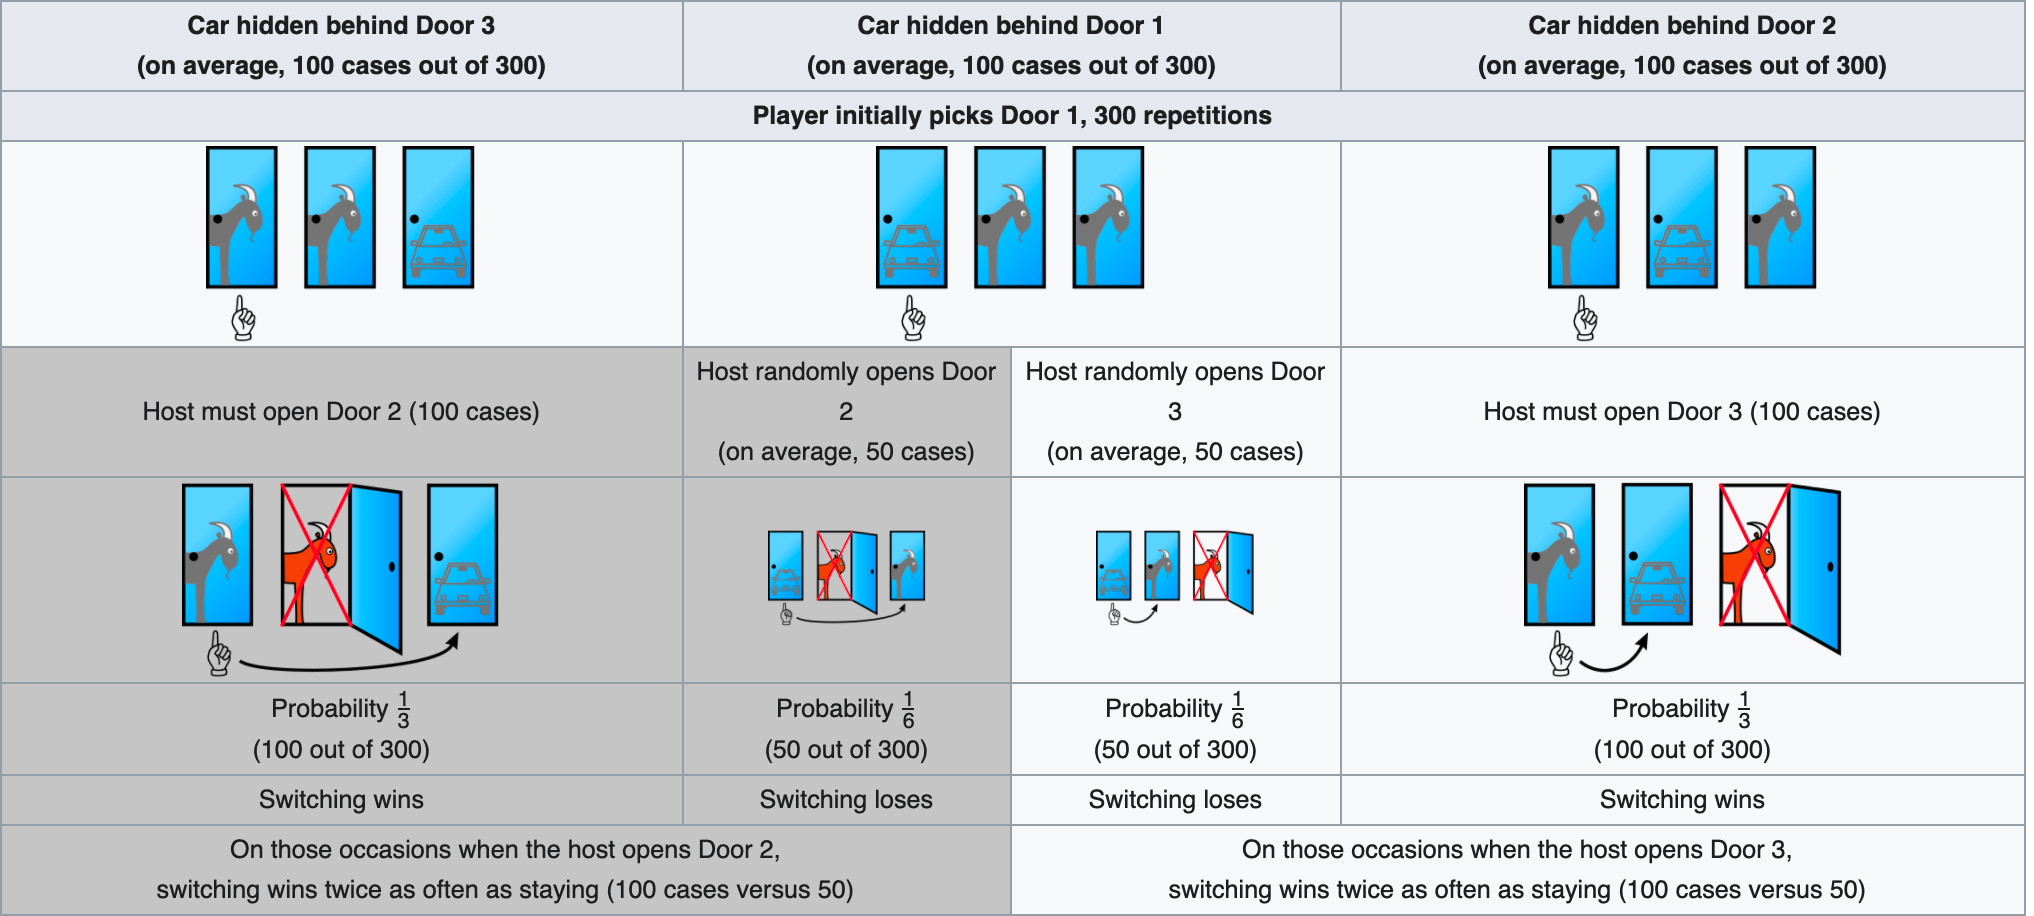 Car hidden behind Door 3
(on average, 100 cases out of 300)
Car hidden behind Door 1
(on average, 100 cases out of 300)
Car hidden behind Door 2
(on average, 100 cases out of 300)
Player initially picks Door 1, 300 repetitions
Host must open Door 2 (100 cases)
Host randomly opens Door
2
(on average, 50 cases)
Host randomly opens Door
3
(on average, 50 cases)
Host must open Door 3 (100 cases)
Probability 1/3
(100 out of 300)
Probability 1/6
(50 out of 300)
Probability 1/6
(50 out of 300)
Probability 1/3
(100 out of 300)
Switching wins
Switching loses
Switching loses
Switching wins
On those occasions when the host opens Door 2,
switching wins twice as often as staying (100 cases versus 50)
On those occasions when the host opens Door 3,
switching wins twice as often as staying (100 cases versus 50)